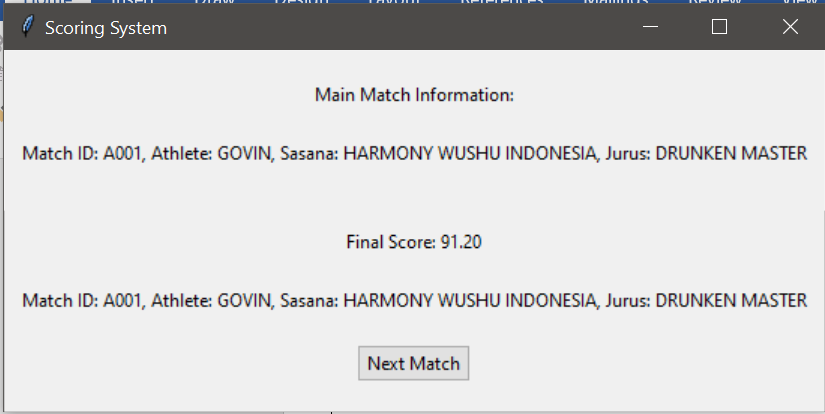 Scoring System
Main Match Information:
Match ID: A001, Athlete: GOVIN, Sasana: HARMONY WUSHU INDONESIA, Jurus: DRUNKEN MASTER
Final Score: 91.20
Match ID: A001, Athlete: GOVIN, Sasana: HARMONY WUSHU INDONESIA, Jurus: DRUNKEN MASTER
Next Match